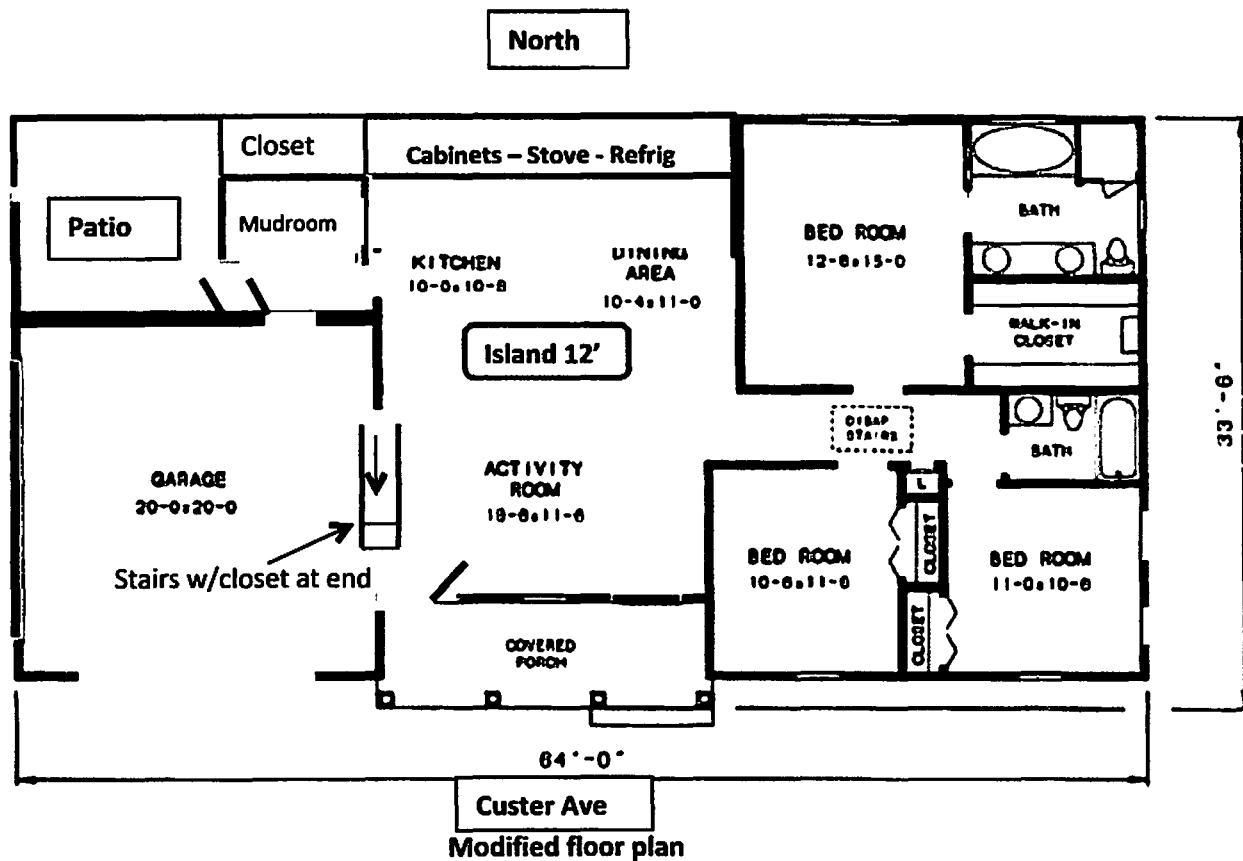 North
Closet
Cabinets – Stove - Refrig
Patio
Mudroom
KITCHEN
10-0x10-8
DINING
AREA
10-4x11-0
BED ROOM
12-6x15-0
BATH
WALK-IN
CLOSET
Island 12'
DISAP
STAIRS
BATH
33'-6"
GARAGE
20-0x20-0
ACTIVITY
ROOM
18-6x11-6
L
CLOSET
BED ROOM
10-6x11-6
BED ROOM
11-0x10-6
Stairs w/closet at end
CLOSET
COVERED
PORCH
64'-0"
Custer Ave
Modified floor plan